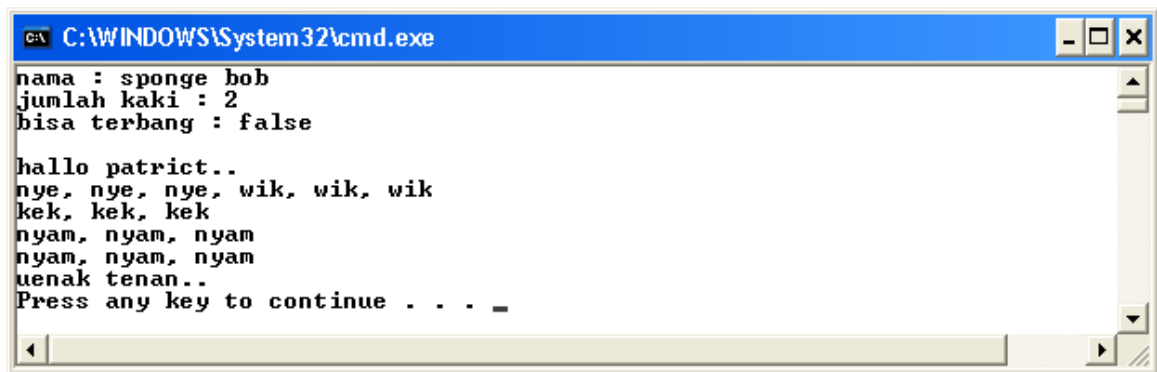 C:\WINDOWS\System32\cmd.exe
nama : sponge bob
jumlah kaki : 2
bisa terbang : false
hallo patrict..
nye, nye, nye, wik, wik, wik
kek, kek, kek
nyam, nyam, nyam
nyam, nyam, nyam
uenak tenan..
Press any key to continue . . . _